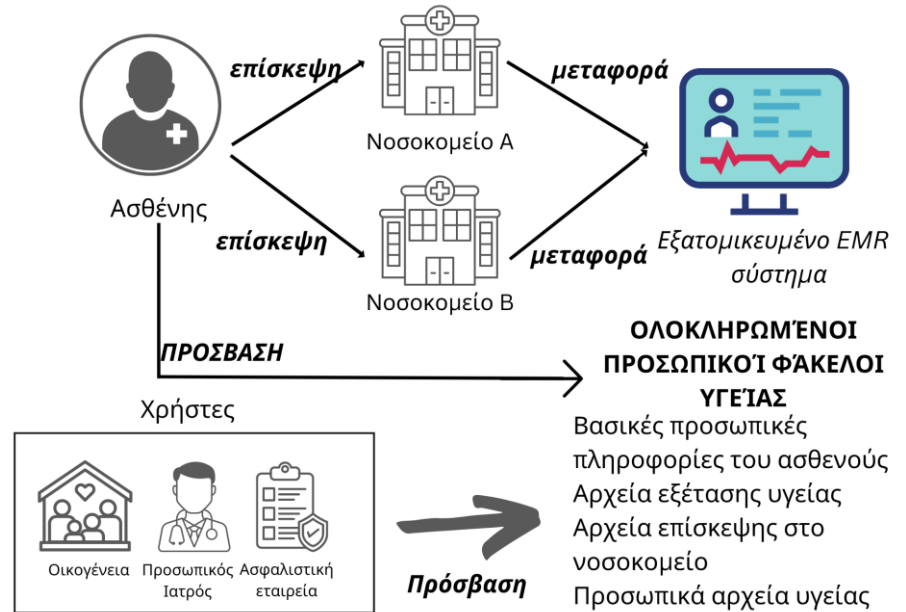 επίσκεψη
μεταφορά
Νοσοκομείο Α
Ασθένης
επίσκεψη
μεταφορά
Νοσοκομείο Β
Εξατομικευμένο EMR
σύστημα
ΠΡΟΣΒΑΣΗ
ΟΛΟΚΛΗΡΩΜΈΝΟΙ
ΠΡΟΣΩΠΙΚΟΊ ΦΆΚΕΛΟΙ
ΥΓΕΊΑΣ
Βασικές προσωπικές
πληροφορίες του ασθενούς
Αρχεία εξέτασης υγείας
Αρχεία επίσκεψης στο
νοσοκομείο
Προσωπικά αρχεία υγείας
Χρήστες
Οικογένεια
Προσωπικός
Ιατρός
Ασφαλιστική
εταιρεία
Πρόσβαση